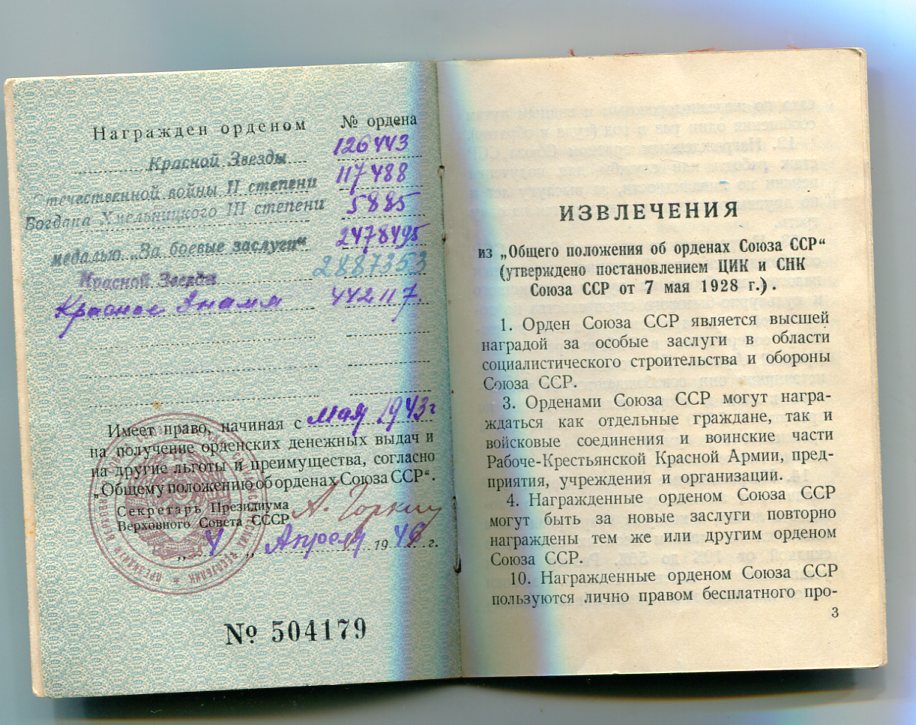 Награжден орденом № ордена
Красной Звезды 126443
течественной войны II степени 117488
Богдана Хмельницкого III степени 5885
медалью „За боевые заслуги“ 2478495
Красной Звезды 2887353
Красное Знамя 442117.
Имеет право, начиная с мая 1943 г
на получение орденских денежных выдач и
на другие льготы и преимущества, согласно
„Общему положению об орденах Союза ССР“.
Секретарь Президиума
Верховного Совета СССР А. Горкин
„4“ Апреля 1946 г.
№ 504179
ИЗВЛЕЧЕНИЯ
из „Общего положения об орденах Союза ССР“
(утверждено постановлением ЦИК и СНК
Союза ССР от 7 мая 1928 г.).
1. Орден Союза ССР является высшей
наградой за особые заслуги в области
социалистического строительства и обороны
Союза ССР.
3. Орденами Союза ССР могут награ-
ждаться как отдельные граждане, так и
войсковые соединения и воинские части
Рабоче-Крестьянской Красной Армии, пред-
приятия, учреждения и организации.
4. Награжденные орденом Союза ССР
могут быть за новые заслуги повторно
награждены тем же или другим орденом
Союза ССР.
10. Награжденные орденом Союза ССР
пользуются лично правом бесплатного про-
3